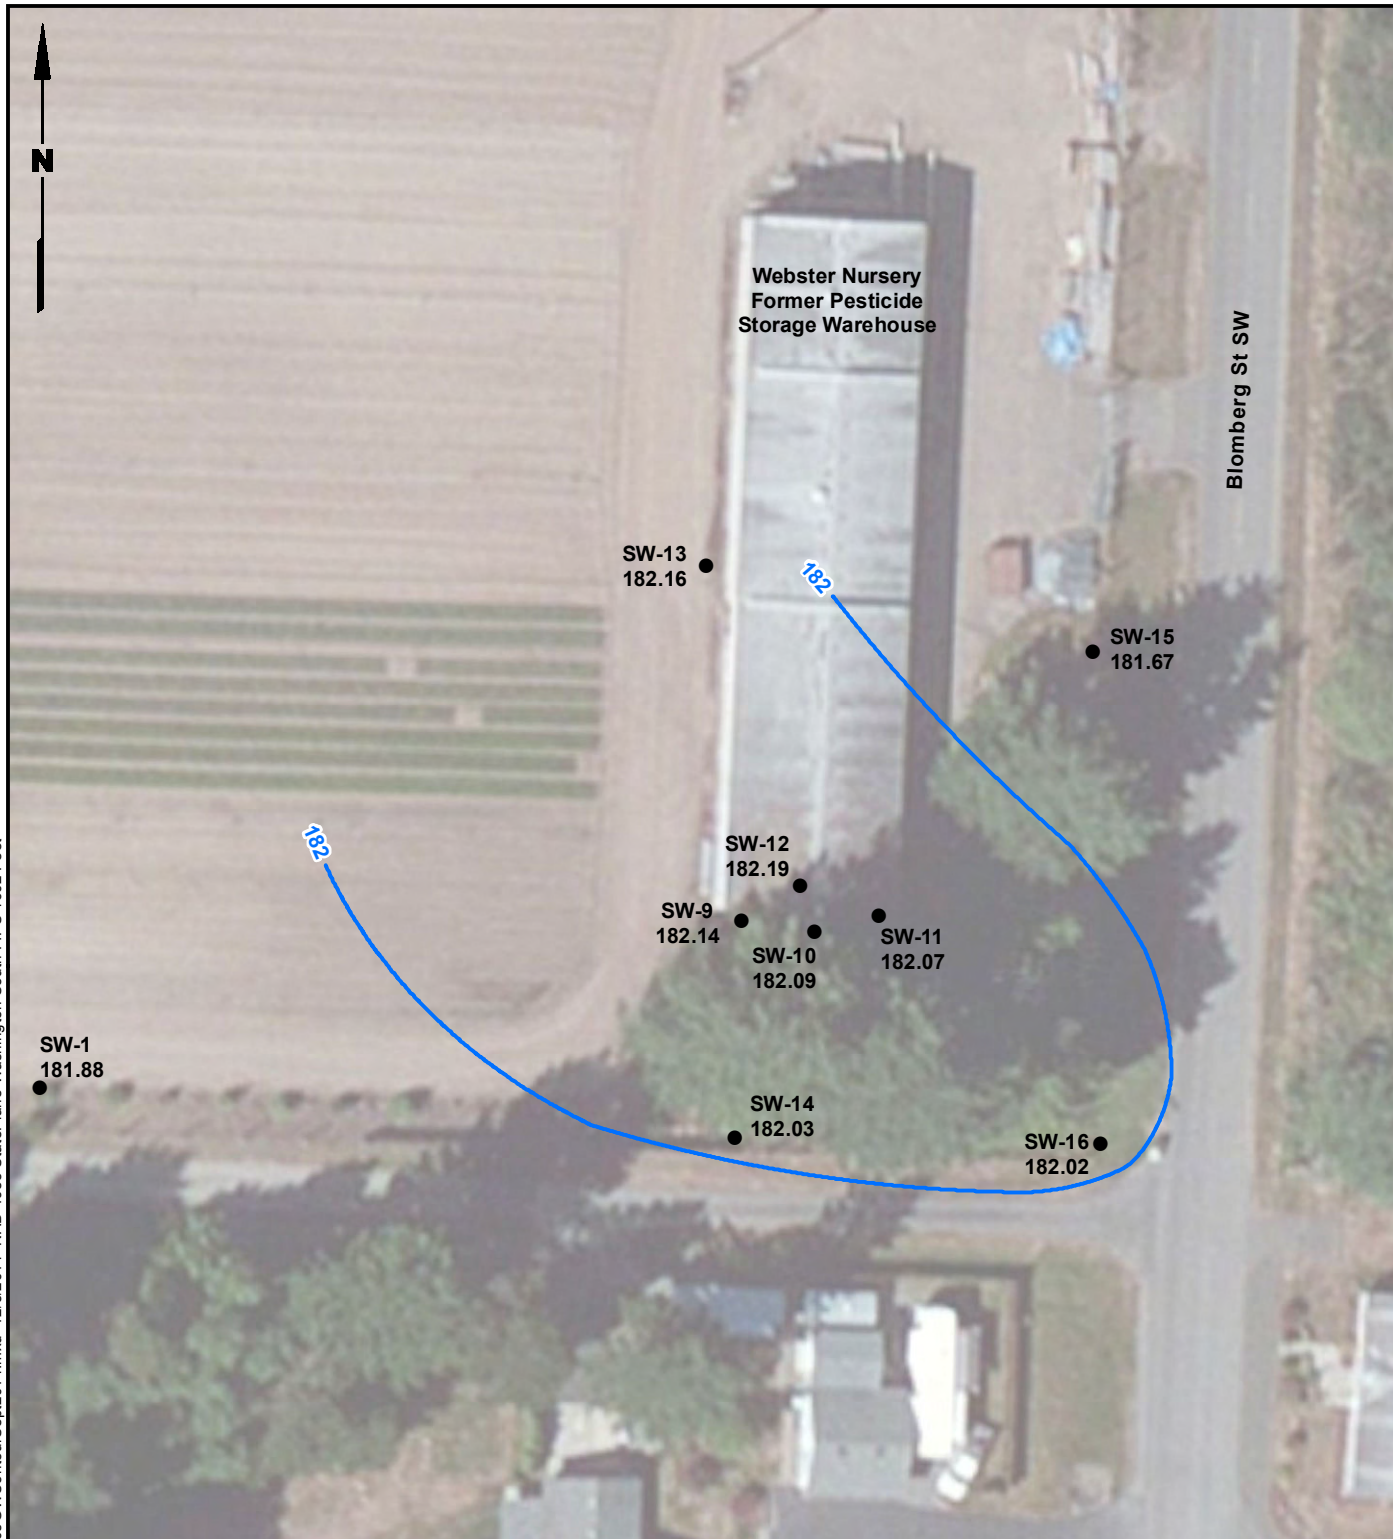 N
Webster Nursery
Former Pesticide
Storage Warehouse
Blomberg St SW
SW-13
182.16
182
SW-15
181.67
182
SW-12
182.19
SW-9
182.14
SW-11
182.07
SW-10
182.09
SW-1
181.88
SW-14
182.03
SW-16
182.02